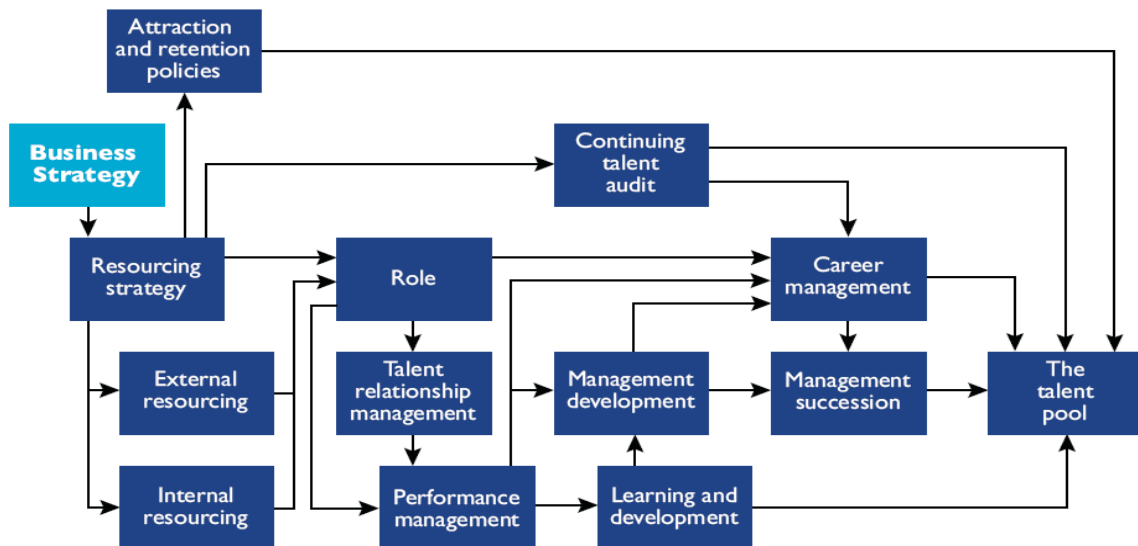 Attraction
and retention
policies
Business
Strategy
Continuing
talent
audit
Resourcing
strategy
Role
Career
management
External
resourcing
Talent
relationship
management
Management
development
Management
succession
The
talent
pool
Internal
resourcing
Performance
management
Learning and
development